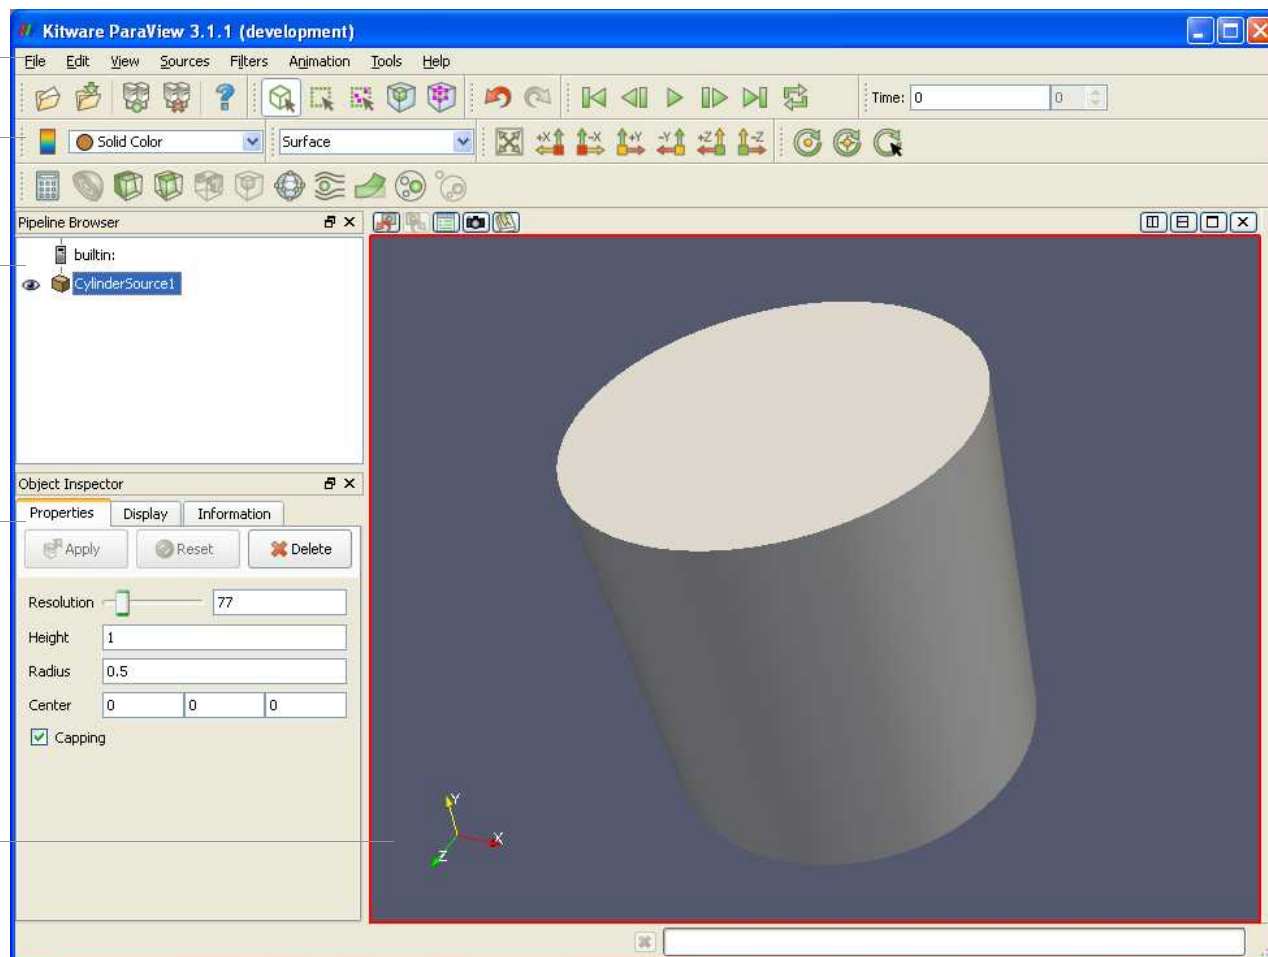 Kitware ParaView 3.1.1 (development)
File Edit View Sources Filters Animation Tools Help
Time: 0 0
Solid Color Surface +X -X +Y -Y +Z -Z
Pipeline Browser
builtin:
CylinderSource1
Object Inspector
Properties Display Information
Apply Reset Delete
Resolution 77
Height 1
Radius 0.5
Center 0 0 0
Capping
Y
X
Z